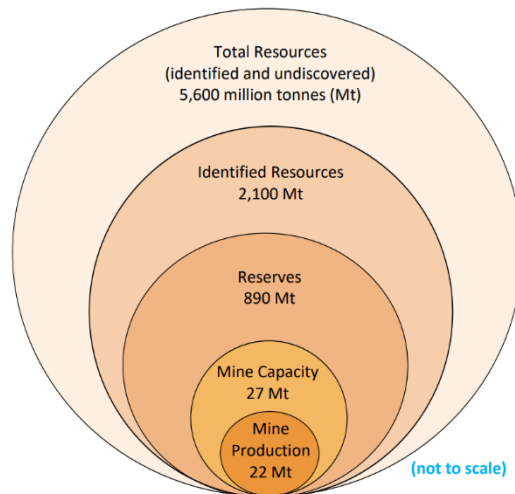 Total Resources
(identified and undiscovered)
5,600 million tonnes (Mt)
Identified Resources
2,100 Mt
Reserves
890 Mt
Mine Capacity
27 Mt
Mine
Production
22 Mt
(not to scale)